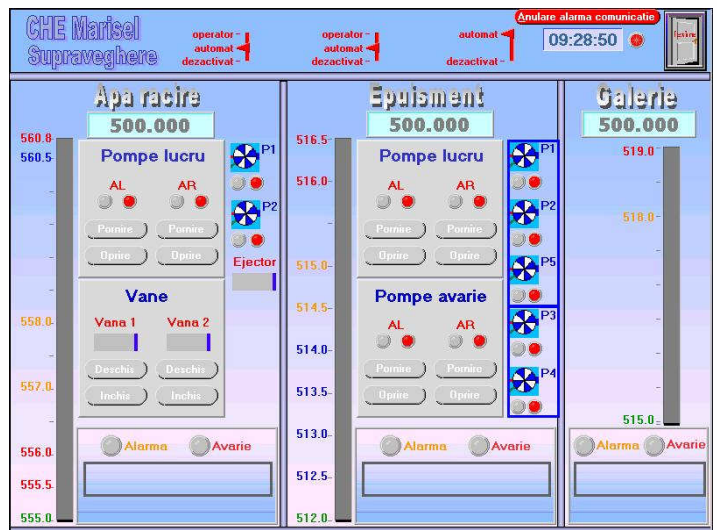 CHE Marisel
Supraveghere
operator
automat
dezactivat
operator
automat
dezactivat
automat
dezactivat
Anulare alarma comunicatie
09:28:50
Apa racire
500.000
560.8
560.5
558.0
557.0
556.0
555.5
555.0
Pompe lucru
AL AR
Pornire Pornire
Oprire Oprire
P1
P2
Ejector
Vane
Vana 1 Vana 2
Deschis Deschis
Inchis Inchis
Alarma Avarie
Epuisment
500.000
516.5
516.0
515.0
514.5
514.0
513.5
513.0
512.5
512.0
Pompe lucru
AL AR
Pornire Pornire
Oprire Oprire
P1
P2
P5
Pompe avarie
AL AR
Pornire Pornire
Oprire Oprire
P3
P4
Alarma Avarie
Galerie
500.000
519.0
518.0
515.0
Alarma Avarie